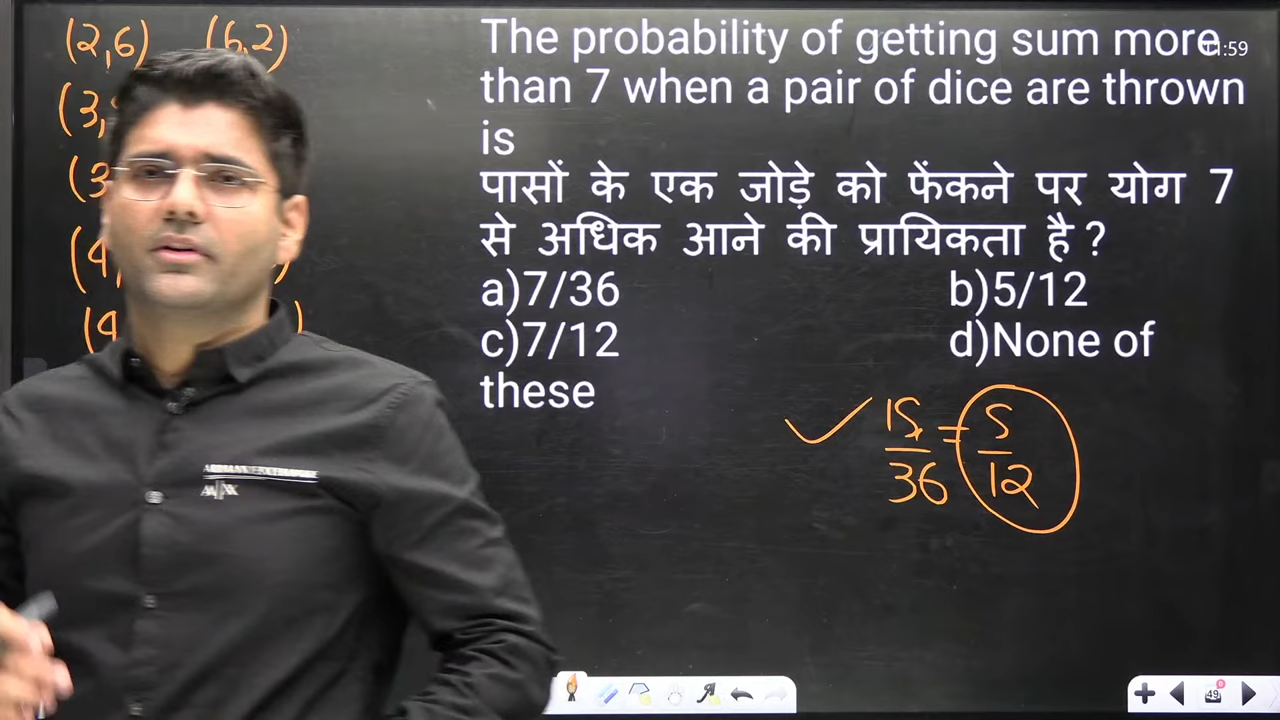 (2,6) (6,2)
The probability of getting sum more
than 7 when a pair of dice are thrown
is
पासों के एक जोड़े को फेंकने पर योग 7
से अधिक आने की प्रायिकता है ?
a)7/36 b)5/12
c)7/12 d)None of
these
15/36 = 5/12
49